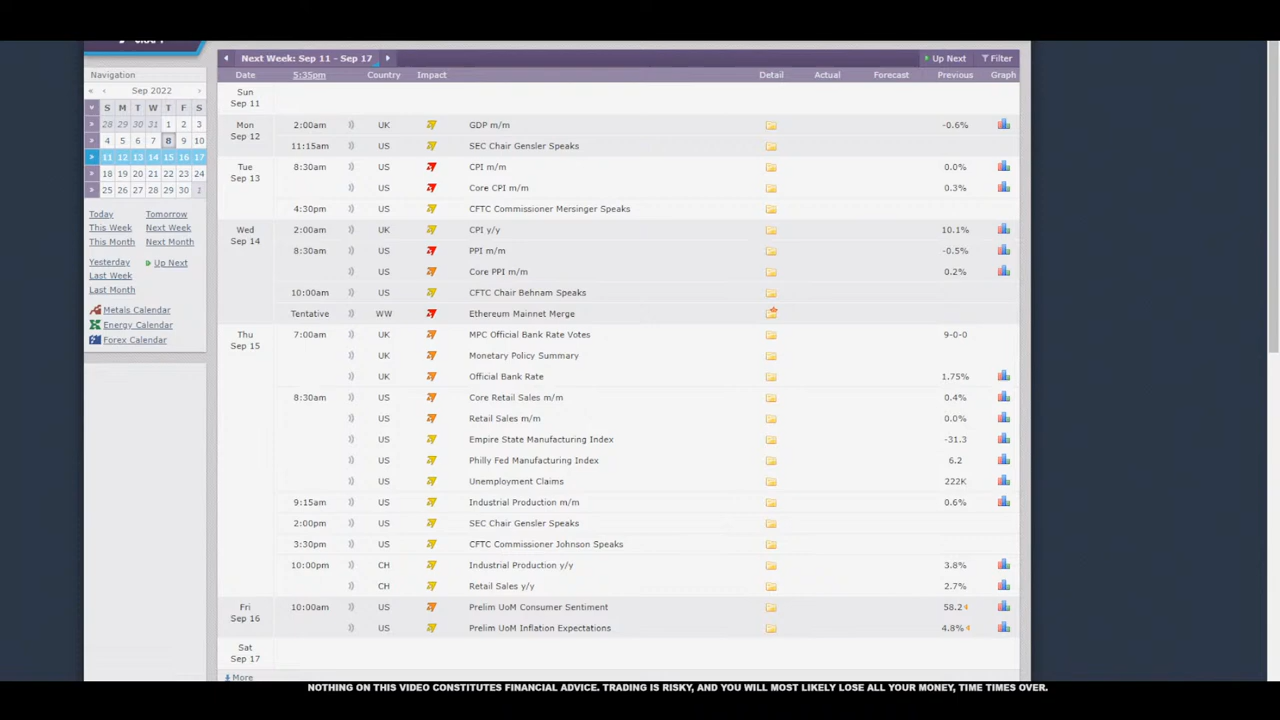 Next Week: Sep 11 - Sep 17 Up Next Filter
Navigation
Date 5:35pm Country Impact Detail Actual Forecast Previous Graph
« ‹ Sep 2022 ›
S M T W T F S
28 29 30 31 1 2 3
4 5 6 7 8 9 10
11 12 13 14 15 16 17
18 19 20 21 22 23 24
25 26 27 28 29 30 1
Today Tomorrow
This Week Next Week
This Month Next Month
Yesterday Up Next
Last Week
Last Month
Metals Calendar
Energy Calendar
Forex Calendar
Sun
Sep 11
Mon
Sep 12
2:00am UK GDP m/m -0.6%
11:15am US SEC Chair Gensler Speaks
Tue
Sep 13
8:30am US CPI m/m 0.0%
US Core CPI m/m 0.3%
4:30pm US CFTC Commissioner Mersinger Speaks
Wed
Sep 14
2:00am UK CPI y/y 10.1%
8:30am US PPI m/m -0.5%
US Core PPI m/m 0.2%
10:00am US CFTC Chair Behnam Speaks
Tentative WW Ethereum Mainnet Merge
Thu
Sep 15
7:00am UK MPC Official Bank Rate Votes 9-0-0
UK Monetary Policy Summary
UK Official Bank Rate 1.75%
8:30am US Core Retail Sales m/m 0.4%
US Retail Sales m/m 0.0%
US Empire State Manufacturing Index -31.3
US Philly Fed Manufacturing Index 6.2
US Unemployment Claims 222K
9:15am US Industrial Production m/m 0.6%
2:00pm US SEC Chair Gensler Speaks
3:30pm US CFTC Commissioner Johnson Speaks
10:00pm CH Industrial Production y/y 3.8%
CH Retail Sales y/y 2.7%
Fri
Sep 16
10:00am US Prelim UoM Consumer Sentiment 58.2
US Prelim UoM Inflation Expectations 4.8%
Sat
Sep 17
More
NOTHING ON THIS VIDEO CONSTITUTES FINANCIAL ADVICE. TRADING IS RISKY, AND YOU WILL MOST LIKELY LOSE ALL YOUR MONEY, TIME TIMES OVER.